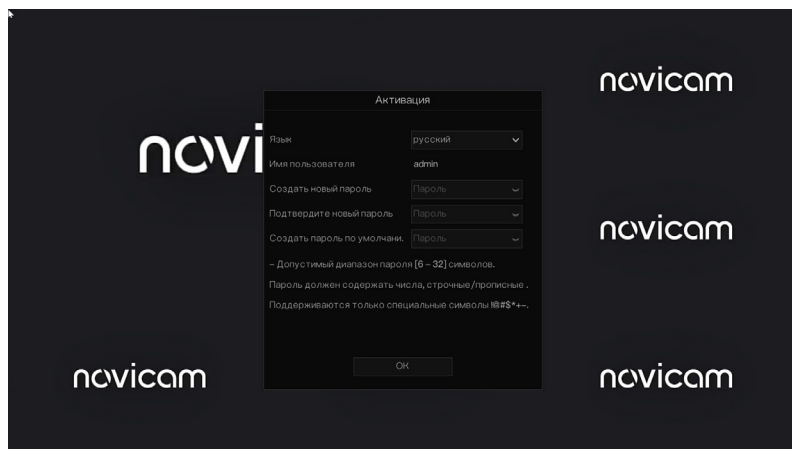 novicam
Активация
novi
Язык
русский
Имя пользователя
admin
Создать новый пароль
Пароль
Подтвердите новый пароль
Пароль
Создать пароль по умолчани.
Пароль
– Допустимый диапазон пароля [6 – 32] символов.
novicam
Пароль должен содержать числа, строчные/прописные .
Поддерживаются только специальные символы !@#$*+-.
OK
novicam
novicam